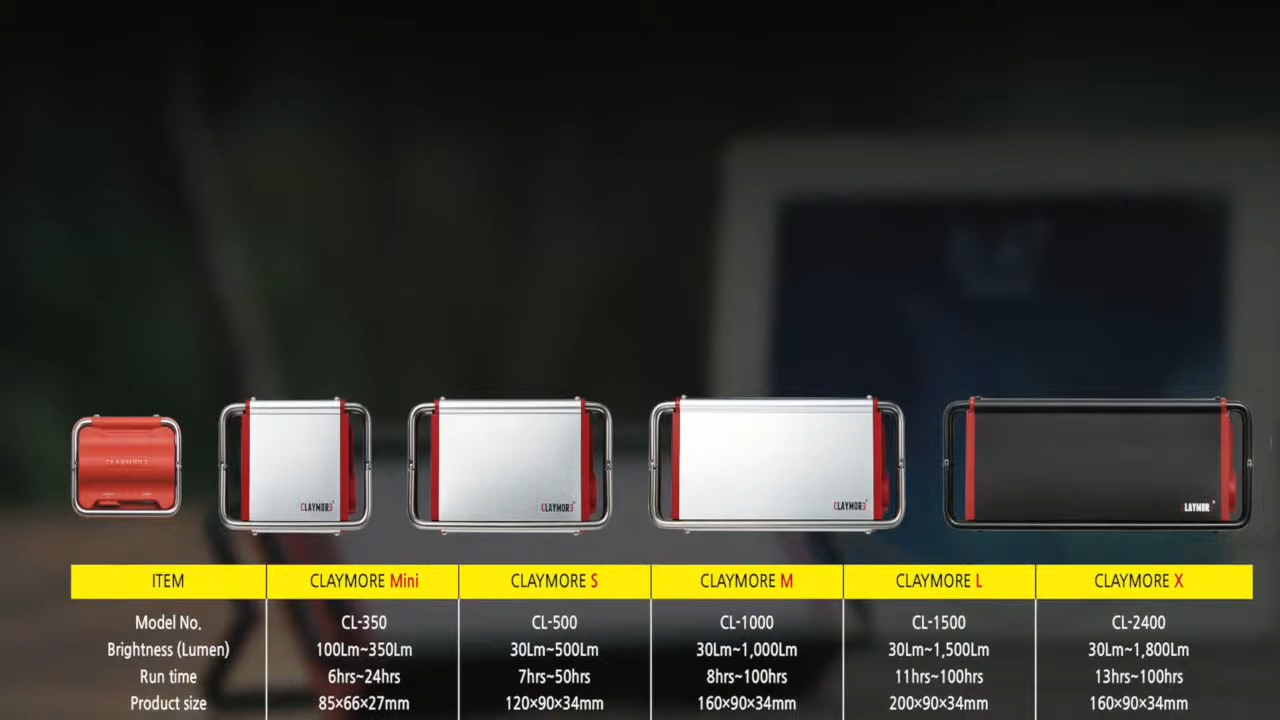 CLAYMORE
CLAYMORE
CLAYMORE
CLAYMORE
ITEM CLAYMORE Mini CLAYMORE S CLAYMORE M CLAYMORE L CLAYMORE X
Model No. CL-350 CL-500 CL-1000 CL-1500 CL-2400
Brightness (Lumen) 100Lm~350Lm 30Lm~500Lm 30Lm~1,000Lm 30Lm~1,500Lm 30Lm~1,800Lm
Run time 6hrs~24hrs 7hrs~50hrs 8hrs~100hrs 11hrs~100hrs 13hrs~100hrs
Product size 85×66×27mm 120×90×34mm 160×90×34mm 200×90×34mm 160×90×34mm